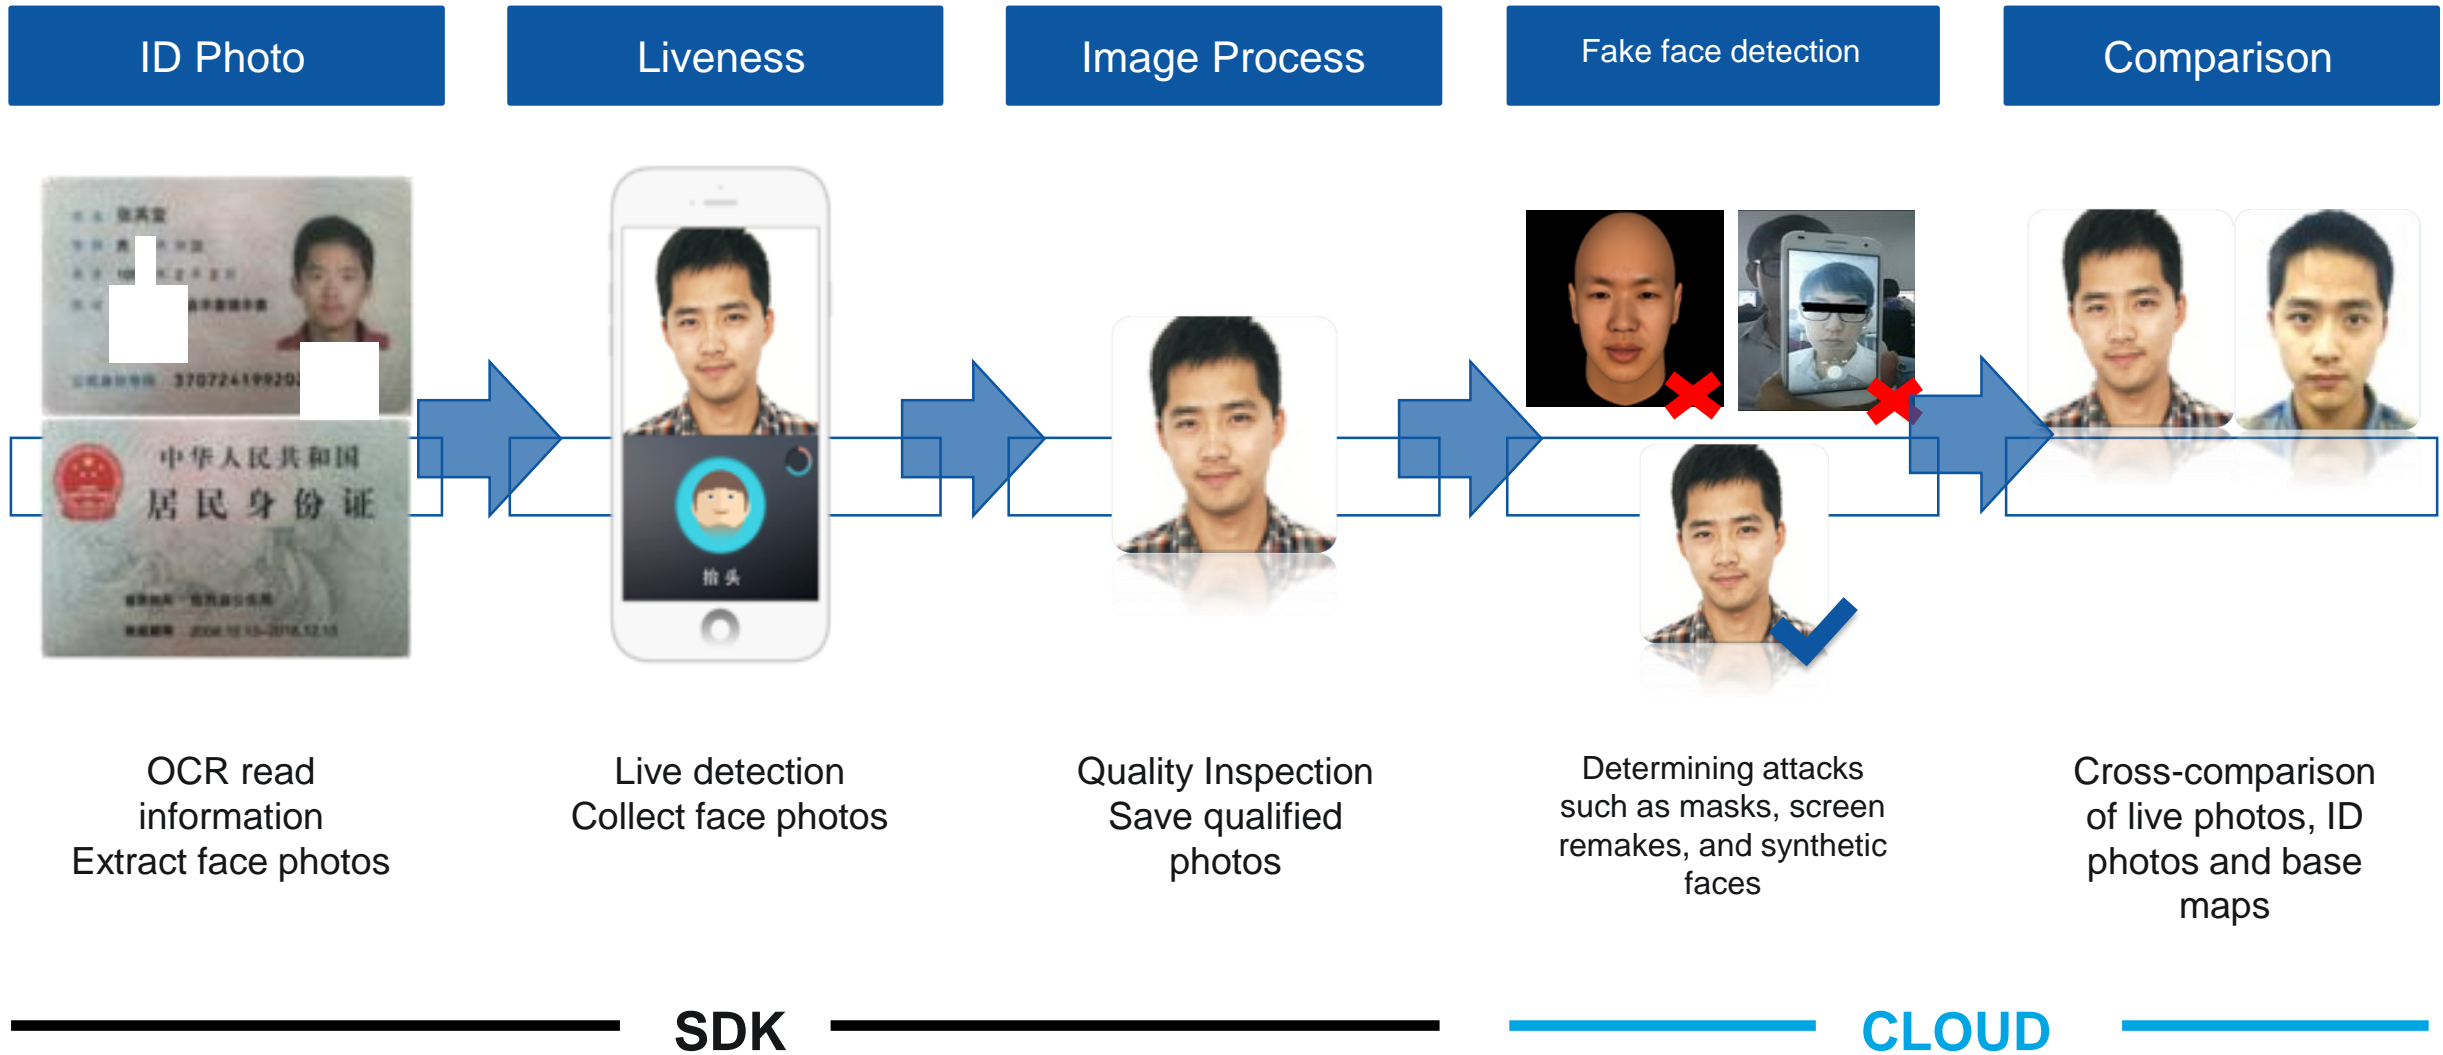 ID Photo
Liveness
Image Process
Fake face detection
Comparison
张
男
370724199202
中华人民共和国
居民身份证
抬头
OCR read
information
Extract face photos
Live detection
Collect face photos
Quality Inspection
Save qualified
photos
Determining attacks
such as masks, screen
remakes, and synthetic
faces
Cross-comparison
of live photos, ID
photos and base
maps
SDK
CLOUD